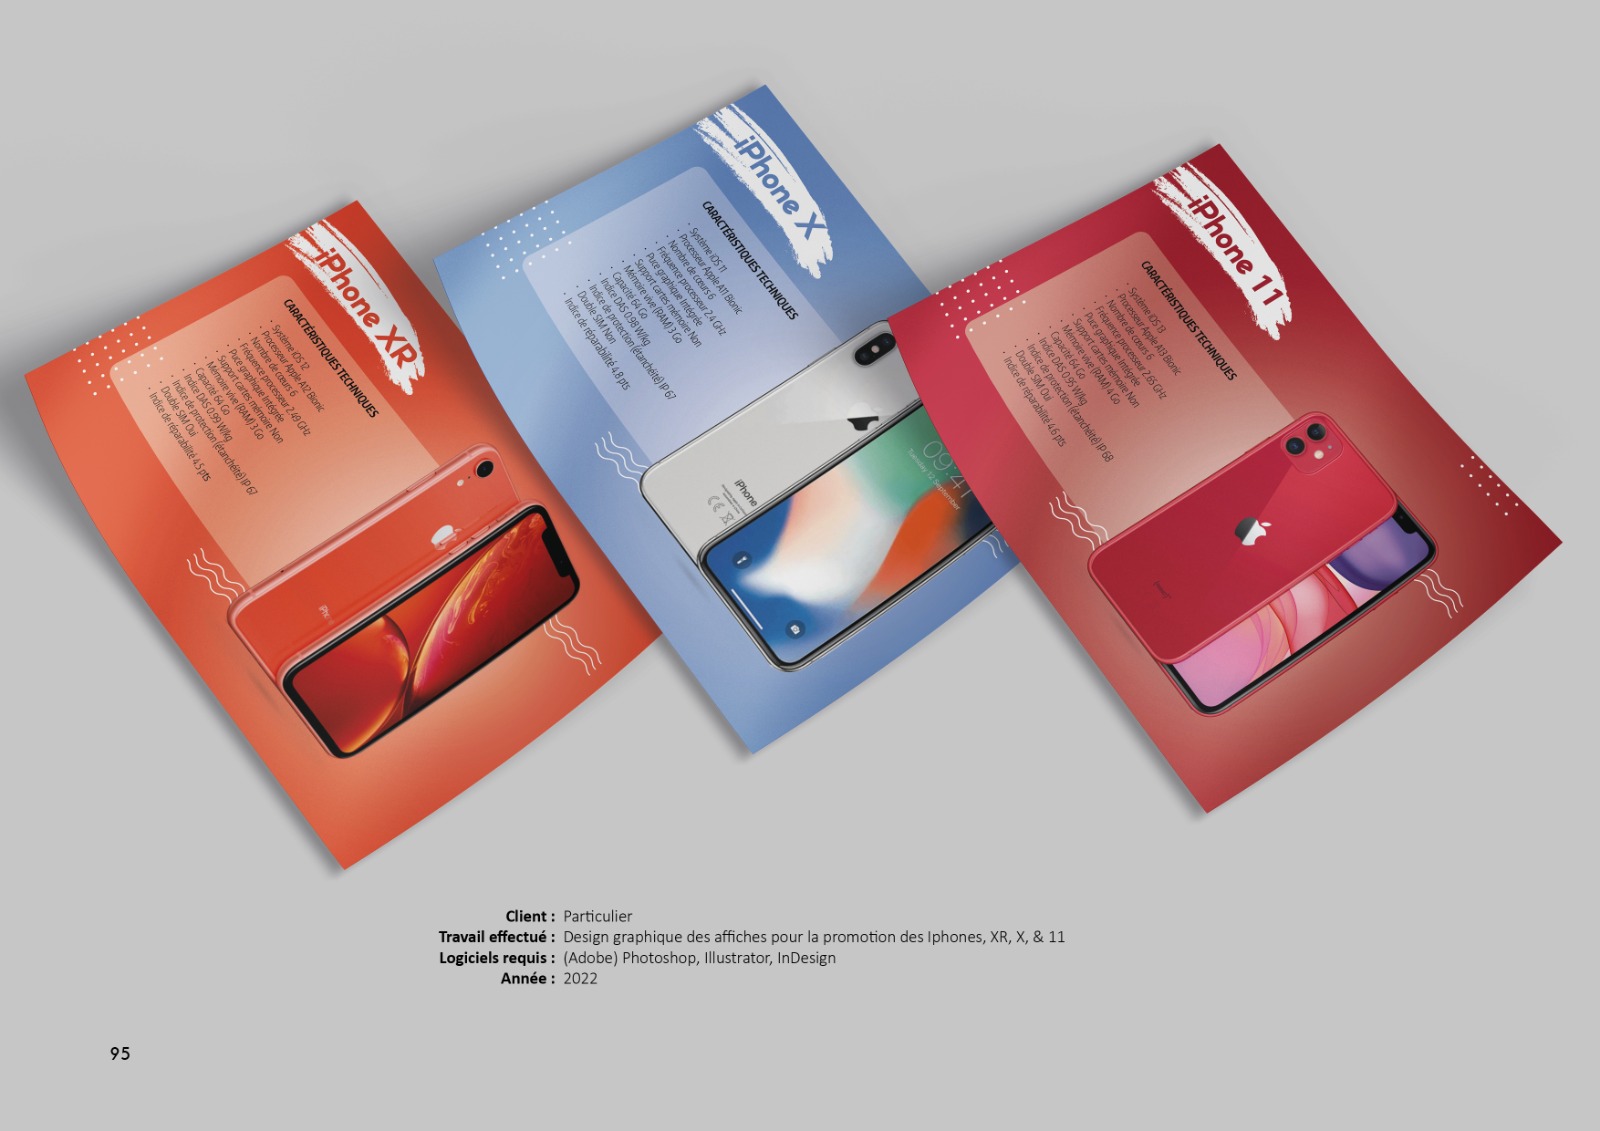 iPhone XR
CARACTÉRISTIQUES TECHNIQUES
• Système iOS 12
• Processeur Apple A12 Bionic
• Nombre de cœurs 6
• Fréquence processeur 2.49 GHz
• Puce graphique Intégrée
• Support cartes mémoire Non
• Mémoire vive (RAM) 3 Go
• Capacité 64 Go
• Indice DAS 0.99 W/kg
• Indice de protection (étanchéité) IP 67
• Double SIM Oui
• Indice de réparabilité 4.5 pts
iPhone X
CARACTÉRISTIQUES TECHNIQUES
• Système iOS 11
• Processeur Apple A11 Bionic
• Nombre de cœurs 6
• Fréquence processeur 2.4 GHz
• Puce graphique Intégrée
• Support cartes mémoire Non
• Mémoire vive (RAM) 3 Go
• Capacité 64 Go
• Indice DAS 0.98 W/kg
• Indice de protection (étanchéité) IP 67
• Double SIM Non
• Indice de réparabilité 4.8 pts
iPhone
09:41
Tuesday 12 September
iPhone 11
CARACTÉRISTIQUES TECHNIQUES
• Système iOS 13
• Processeur Apple A13 Bionic
• Nombre de cœurs 6
• Fréquence processeur 2.65 GHz
• Puce graphique Intégrée
• Support cartes mémoire Non
• Mémoire vive (RAM) 4 Go
• Capacité 64 Go
• Indice DAS 0.95 W/kg
• Indice de protection (étanchéité) IP 68
• Double SIM Oui
• Indice de réparabilité 4.6 pts
Client : Particulier
Travail effectué : Design graphique des affiches pour la promotion des Iphones, XR, X, & 11
Logiciels requis : (Adobe) Photoshop, Illustrator, InDesign
Année : 2022
95